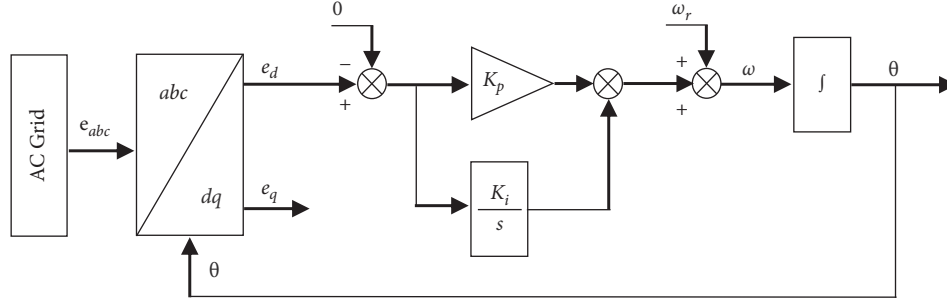 AC Grid
e_abc
abc
dq
θ
e_d
e_q
0
−
+
K_p
K_i
s
ω_r
+
+
ω
∫
θ